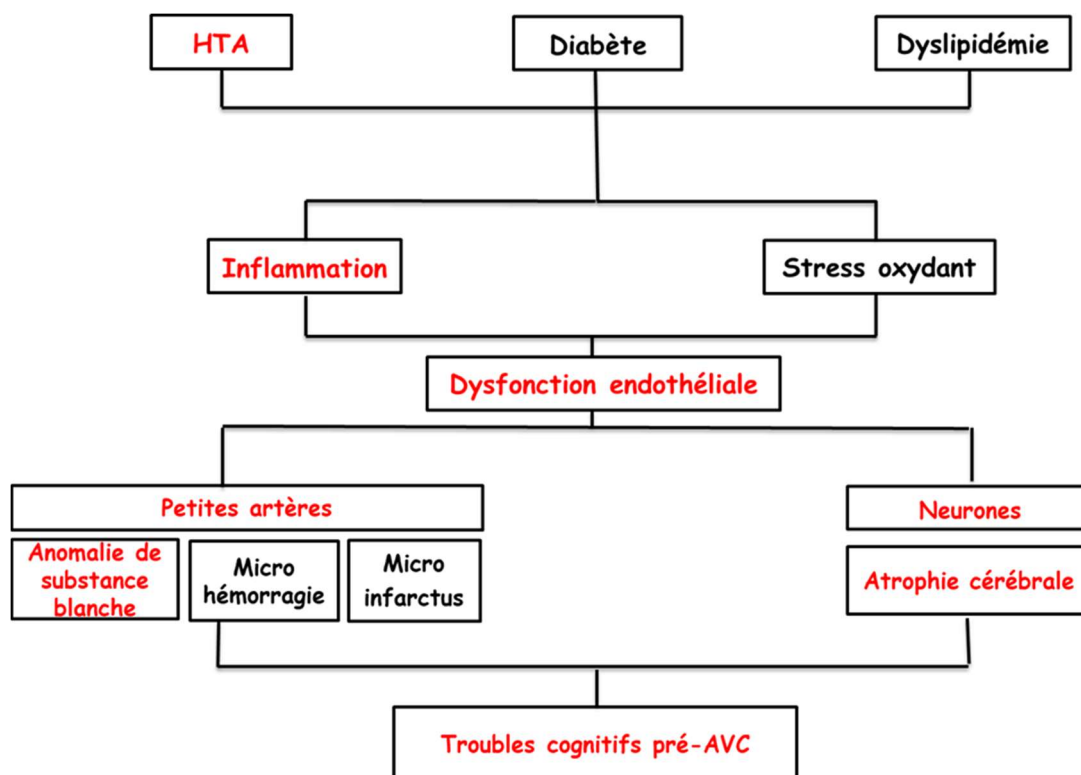 HTA
Diabète
Dyslipidémie
Inflammation
Stress oxydant
Dysfonction endothéliale
Petites artères
Neurones
Anomalie de
substance
blanche
Micro
hémorragie
Micro
infarctus
Atrophie cérébrale
Troubles cognitifs pré-AVC